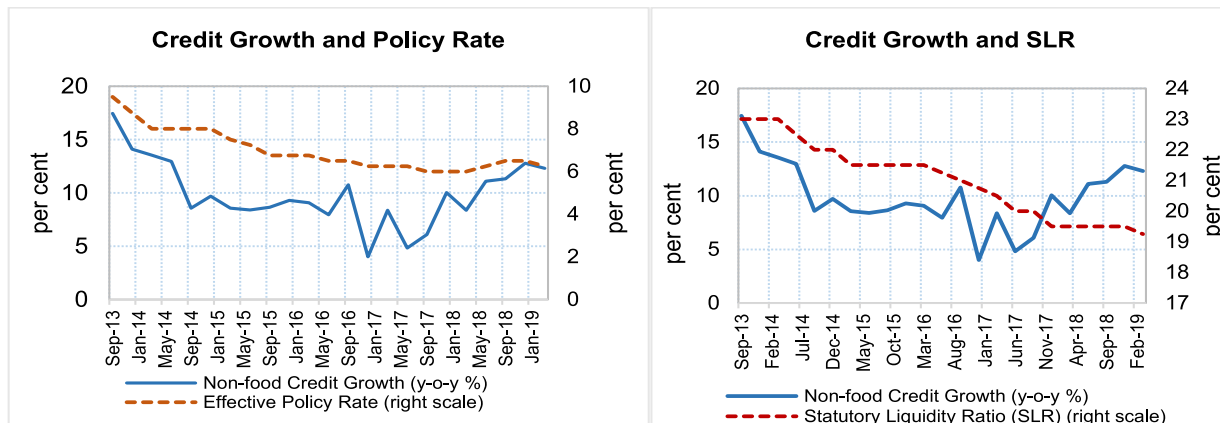 Credit Growth and Policy Rate
20
15
10
5
0
per cent
10
8
6
4
2
0
per cent
Sep-13
Jan-14
May-14
Sep-14
Jan-15
May-15
Sep-15
Jan-16
May-16
Sep-16
Jan-17
May-17
Sep-17
Jan-18
May-18
Sep-18
Jan-19
Non-food Credit Growth (y-o-y %)
Effective Policy Rate (right scale)
Credit Growth and SLR
20
15
10
5
0
per cent
24
23
22
21
20
19
18
17
per cent
Sep-13
Feb-14
Jul-14
Dec-14
May-15
Oct-15
Mar-16
Aug-16
Jan-17
Jun-17
Nov-17
Apr-18
Sep-18
Feb-19
Non-food Credit Growth (y-o-y %)
Statutory Liquidity Ratio (SLR) (right scale)